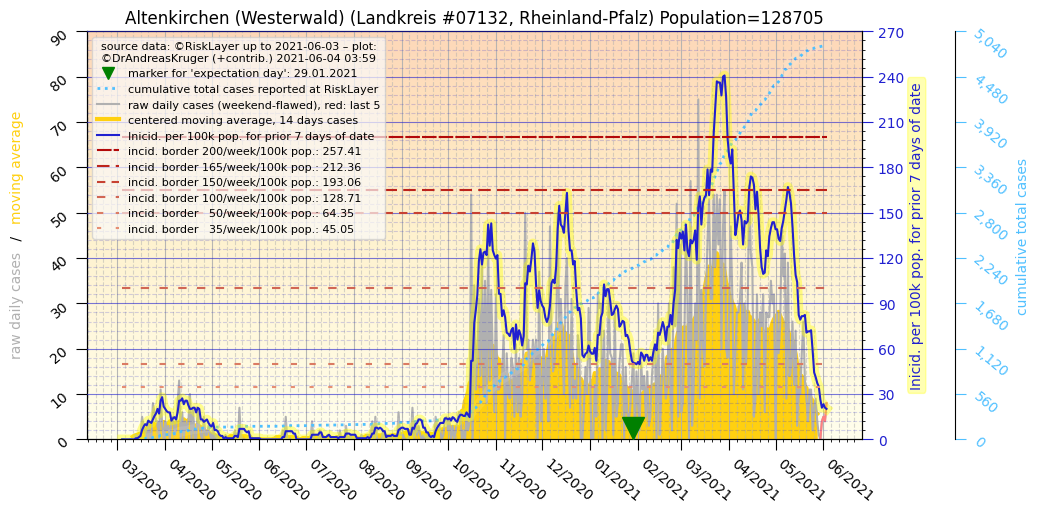 Altenkirchen (Westerwald) (Landkreis #07132, Rheinland-Pfalz) Population=128705
source data: ©RiskLayer up to 2021-06-03 – plot:
©DrAndreasKruger (+contrib.) 2021-06-04 03:59
marker for 'expectation day': 29.01.2021
cumulative total cases reported at RiskLayer
raw daily cases (weekend-flawed), red: last 5
centered moving average, 14 days cases
Inicid. per 100k pop. for prior 7 days of date
incid. border 200/week/100k pop.: 257.41
incid. border 165/week/100k pop.: 212.36
incid. border 150/week/100k pop.: 193.06
incid. border 100/week/100k pop.: 128.71
incid. border 50/week/100k pop.: 64.35
incid. border 35/week/100k pop.: 45.05
raw daily cases / moving average
90
80
70
60
50
40
30
20
10
0
270
240
210
180
150
120
90
60
30
0
Inicid. per 100k pop. for prior 7 days of date
5,040
4,480
3,920
3,360
2,800
2,240
1,680
1,120
560
0
cumulative total cases
03/2020
04/2020
05/2020
06/2020
07/2020
08/2020
09/2020
10/2020
11/2020
12/2020
01/2021
02/2021
03/2021
04/2021
05/2021
06/2021